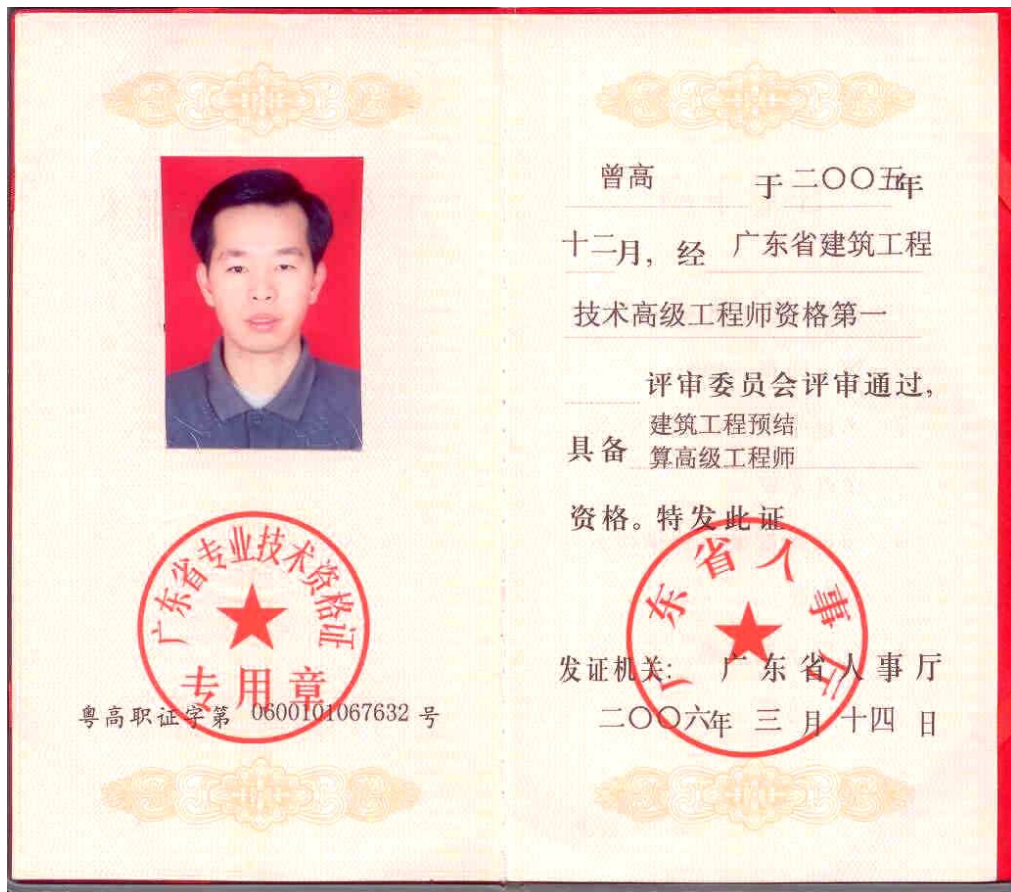 广东省专业技术资格证
专用章
粤高职证字第 0600101067632 号
曾高 于 二〇〇五年
十二月，经 广东省建筑工程
技术高级工程师资格第一
评审委员会评审通过，
具备 建筑工程预结
算高级工程师
资格。特发此证
广东省人事厅
发证机关： 广东省人事厅
二〇〇六年 三 月 十四 日